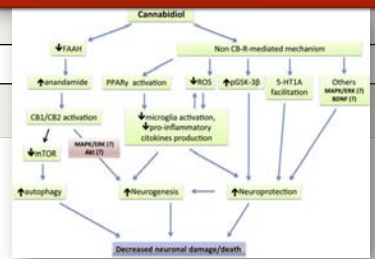 Cannabidiol
↓FAAH
Non CB-R-mediated mechanism
↑anandamide
PPARγ activation
↓ROS
↑pGSK-3β
5-HT1A
facilitation
Others
MAPK/ERK (?)
BDNF (?)
CB1/CB2 activation
↓microglia activation,
↓pro-inflammatory
citokines production
↓mTOR
MAPK/ERK (?)
Akt (?)
↑autophagy
↑Neurogenesis
↑Neuroprotection
Decreased neuronal damage/death